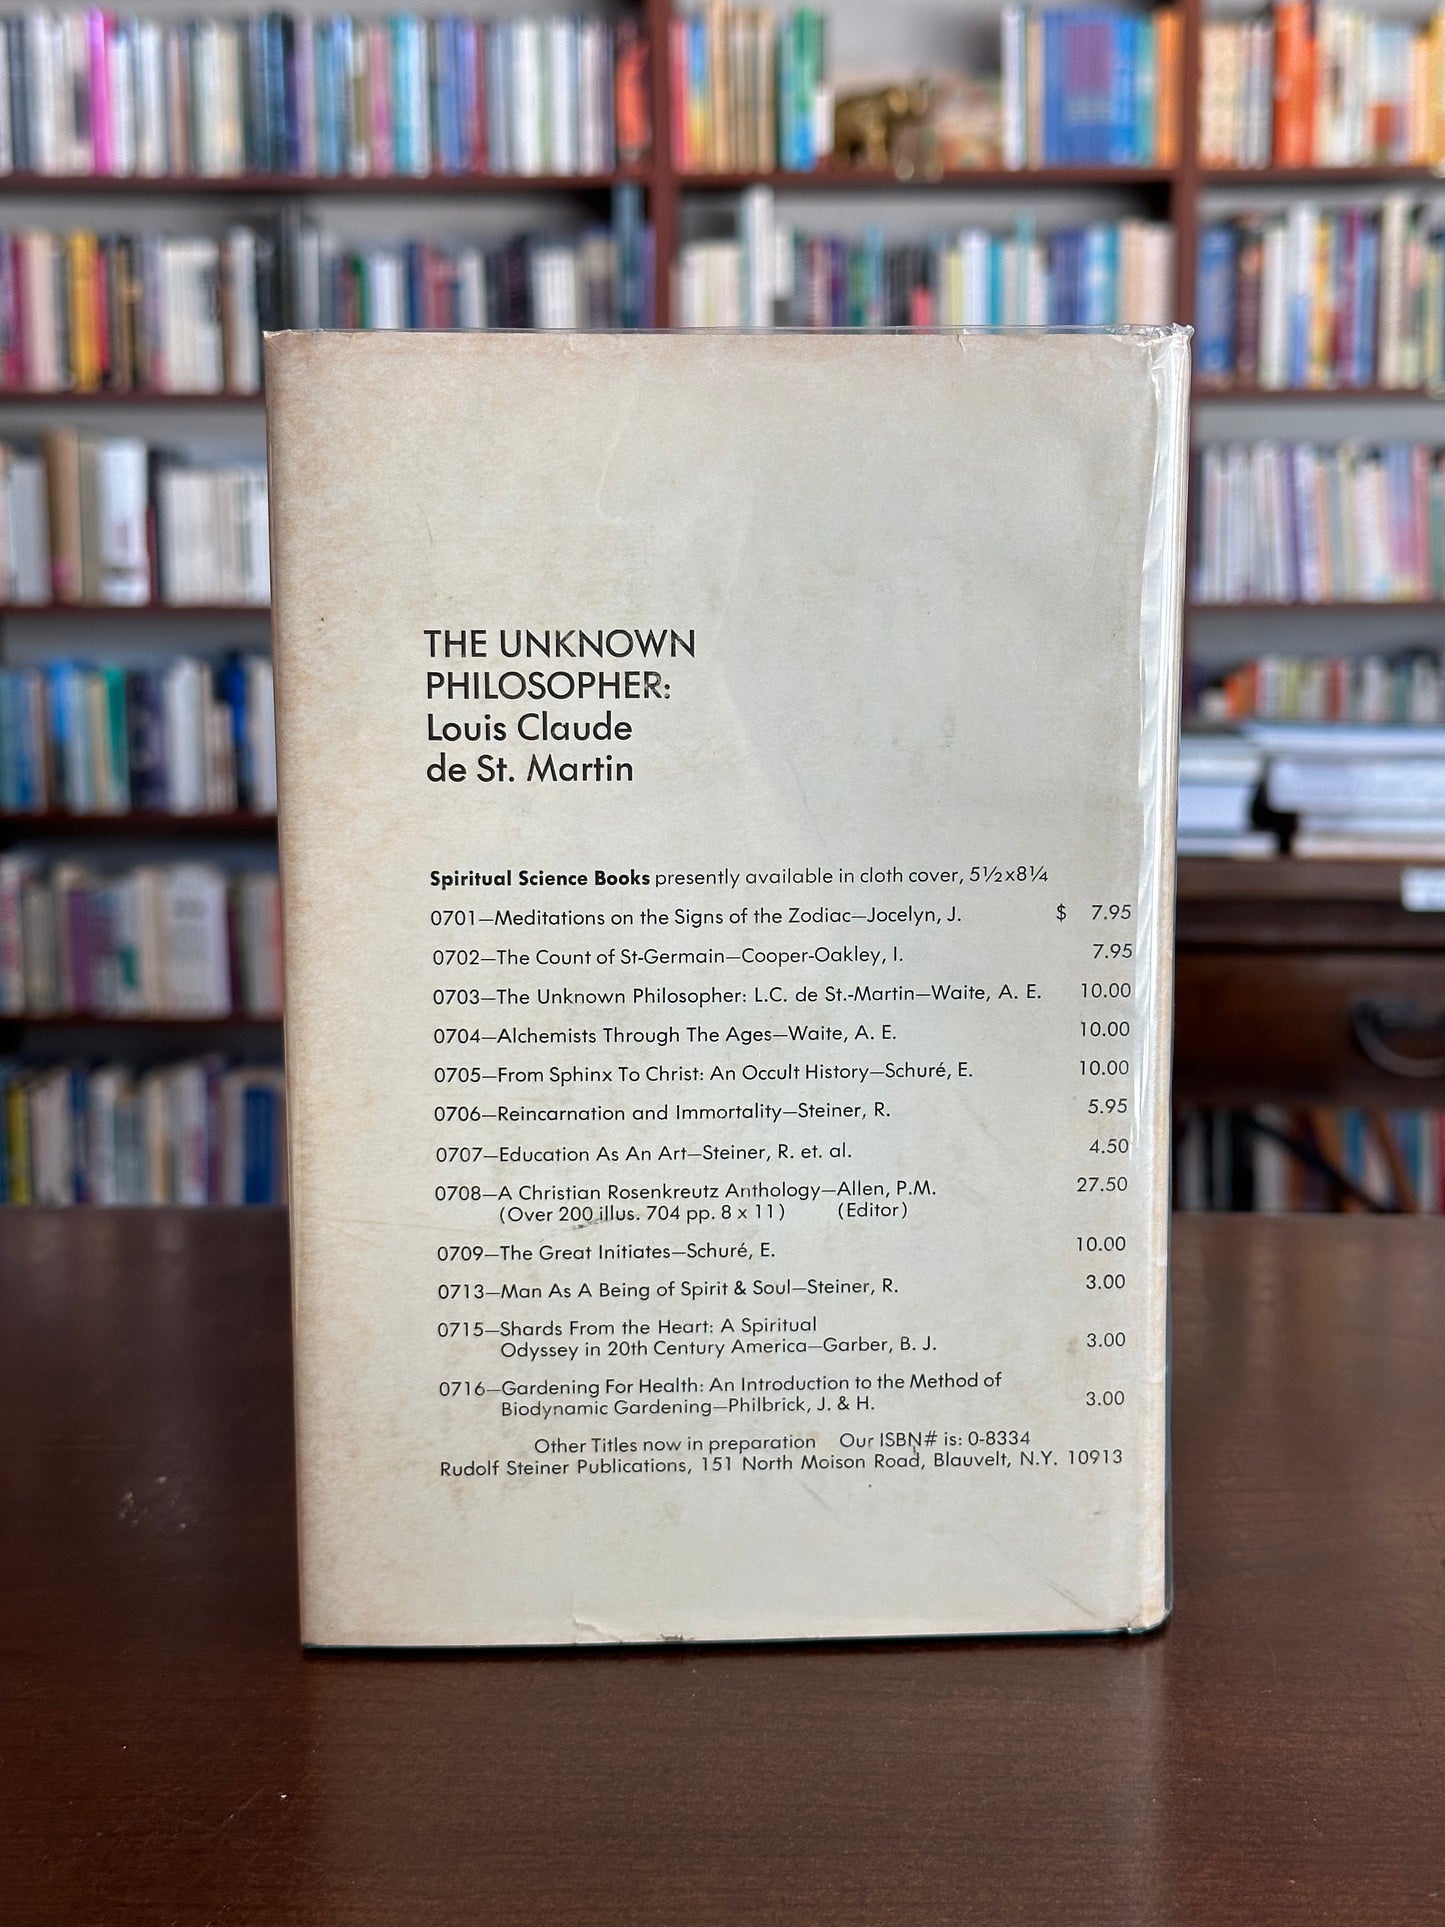 THE UNKNOWN
PHILOSOPHER:
Louis Claude
de St. Martin
Spiritual Science Books presently available in cloth cover, 5½x8¼
0701—Meditations on the Signs of the Zodiac—Jocelyn, J. $ 7.95
0702—The Count of St-Germain—Cooper-Oakley, I. 7.95
0703—The Unknown Philosopher: L.C. de St.-Martin—Waite, A. E. 10.00
0704—Alchemists Through The Ages—Waite, A. E. 10.00
0705—From Sphinx To Christ: An Occult History—Schuré, E. 10.00
0706—Reincarnation and Immortality—Steiner, R. 5.95
0707—Education As An Art—Steiner, R. et. al. 4.50
0708—A Christian Rosenkreutz Anthology—Allen, P.M. 27.50
(Over 200 illus. 704 pp. 8 x 11) (Editor)
0709—The Great Initiates—Schuré, E. 10.00
0713—Man As A Being of Spirit & Soul—Steiner, R. 3.00
0715—Shards From the Heart: A Spiritual
Odyssey in 20th Century America—Garber, B. J. 3.00
0716—Gardening For Health: An Introduction to the Method of
Biodynamic Gardening—Philbrick, J. & H. 3.00
Other Titles now in preparation Our ISBN# is: 0-8334
Rudolf Steiner Publications, 151 North Moison Road, Blauvelt, N.Y. 10913